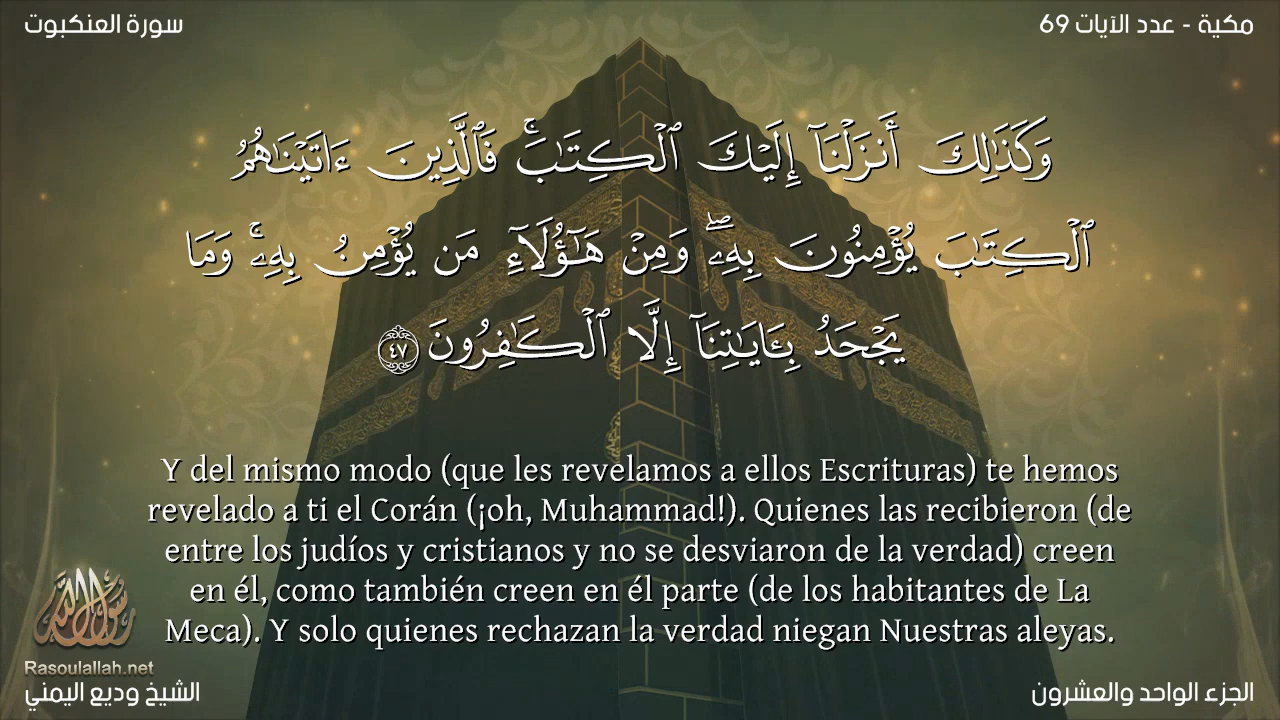 مكية - عدد الآيات 69
سورة العنكبوت
وَكَذَٰلِكَ أَنزَلْنَآ إِلَيْكَ ٱلْكِتَٰبَ ۚ فَٱلَّذِينَ ءَاتَيْنَٰهُمُ
ٱلْكِتَٰبَ يُؤْمِنُونَ بِهِۦ ۖ وَمِنْ هَٰٓؤُلَآءِ مَن يُؤْمِنُ بِهِۦ ۚ وَمَا
يَجْحَدُ بِـَٔايَٰتِنَآ إِلَّا ٱلْكَٰفِرُونَ ٤٧
Y del mismo modo (que les revelamos a ellos Escrituras) te hemos
revelado a ti el Corán (¡oh, Muhammad!). Quienes las recibieron (de
entre los judíos y cristianos y no se desviaron de la verdad) creen
en él, como también creen en él parte (de los habitantes de La
Meca). Y solo quienes rechazan la verdad niegan Nuestras aleyas.
رسول الله
Rasoulallah.net
الجزء الواحد والعشرون
الشيخ وديع اليمني